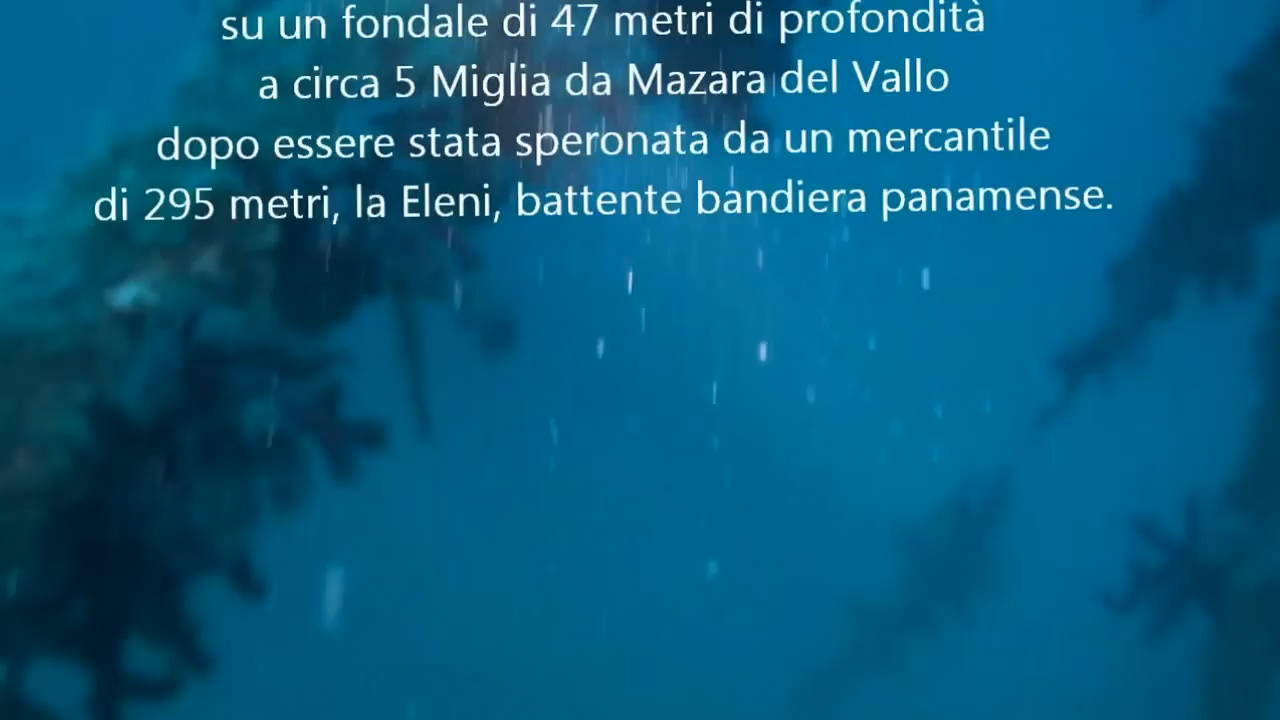 su un fondale di 47 metri di profondità
a circa 5 Miglia da Mazara del Vallo
dopo essere stata speronata da un mercantile
di 295 metri, la Eleni, battente bandiera panamense.